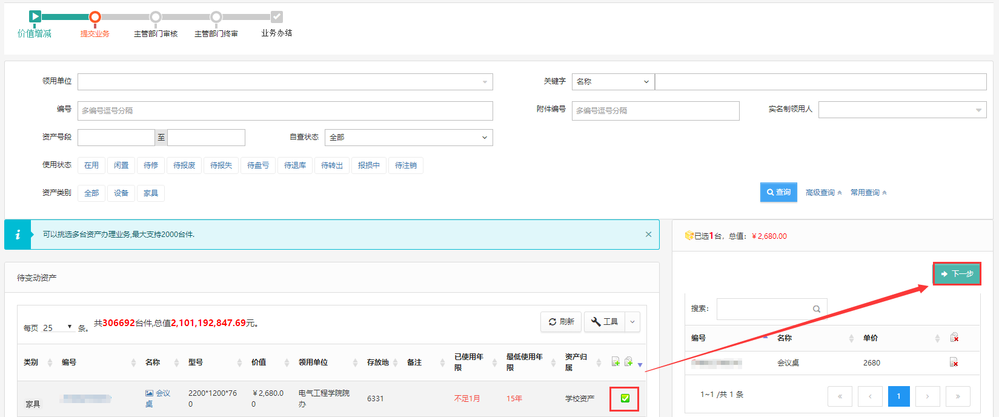 价值增减 提交业务 主管部门审核 主管部门终审 业务办结
领用单位 关键字 名称
编号 多编号逗号分隔 附件编号 多编号逗号分隔 实名制领用人
资产号段 至 自查状态 全部
使用状态 在用 闲置 待修 待报废 待报失 待盘亏 待退库 待转出 报损中 待注销
资产类别 全部 设备 家具 查询 高级查询 常用查询
可以挑选多台资产办理业务,最大支持2000台件.
待变动资产
每页 25 条。 共306692台件,总值2,101,192,847.69元。 刷新 工具
类别 编号 名称 型号 价值 领用单位 存放地 备注 已使用年限 最低使用年限 资产归属
家具 会议桌 2200*1200*760 ￥2,680.00 电气工程学院院办 6331 不足1月 15年 学校资产
已选1台，总值：￥2,680.00
下一步
搜索：
编号 名称 单价
会议桌 2680
1~1 /共 1 条 « ‹ 1 › »